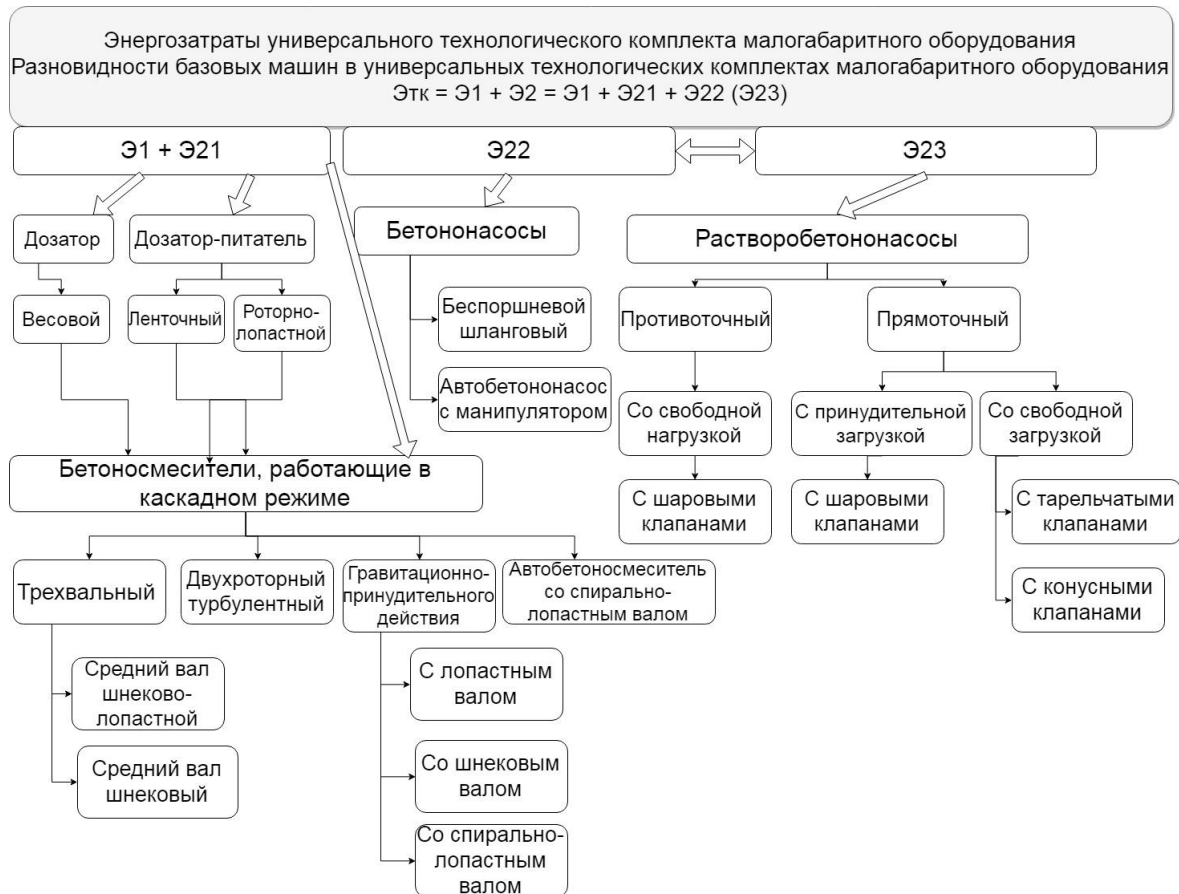 Энергозатраты универсального технологического комплекта малогабаритного оборудования
Разновидности базовых машин в универсальных технологических комплектах малогабаритного оборудования
Этк = Э1 + Э2 = Э1 + Э21 + Э22 (Э23)
Э1 + Э21
Э22
Э23
Дозатор
Дозатор-питатель
Бетононасосы
Растворобетононасосы
Весовой
Ленточный
Роторно-
лопастной
Беспоршневой
шланговый
Противоточный
Прямоточный
Автобетононасос
с манипулятором
Со свободной
нагрузкой
С принудительной
загрузкой
Со свободной
загрузкой
Бетоносмесители, работающие в
каскадном режиме
С шаровыми
клапанами
С шаровыми
клапанами
С тарельчатыми
клапанами
Трехвальный
Двухроторный
турбулентный
Гравитационно-
принудительного
действия
Автобетоносмеситель
со спирально-
лопастным валом
С конусными
клапанами
Средний вал
шнеково-
лопастной
С лопастным
валом
Средний вал
шнековый
Со шнековым
валом
Со спирально-
лопастным
валом